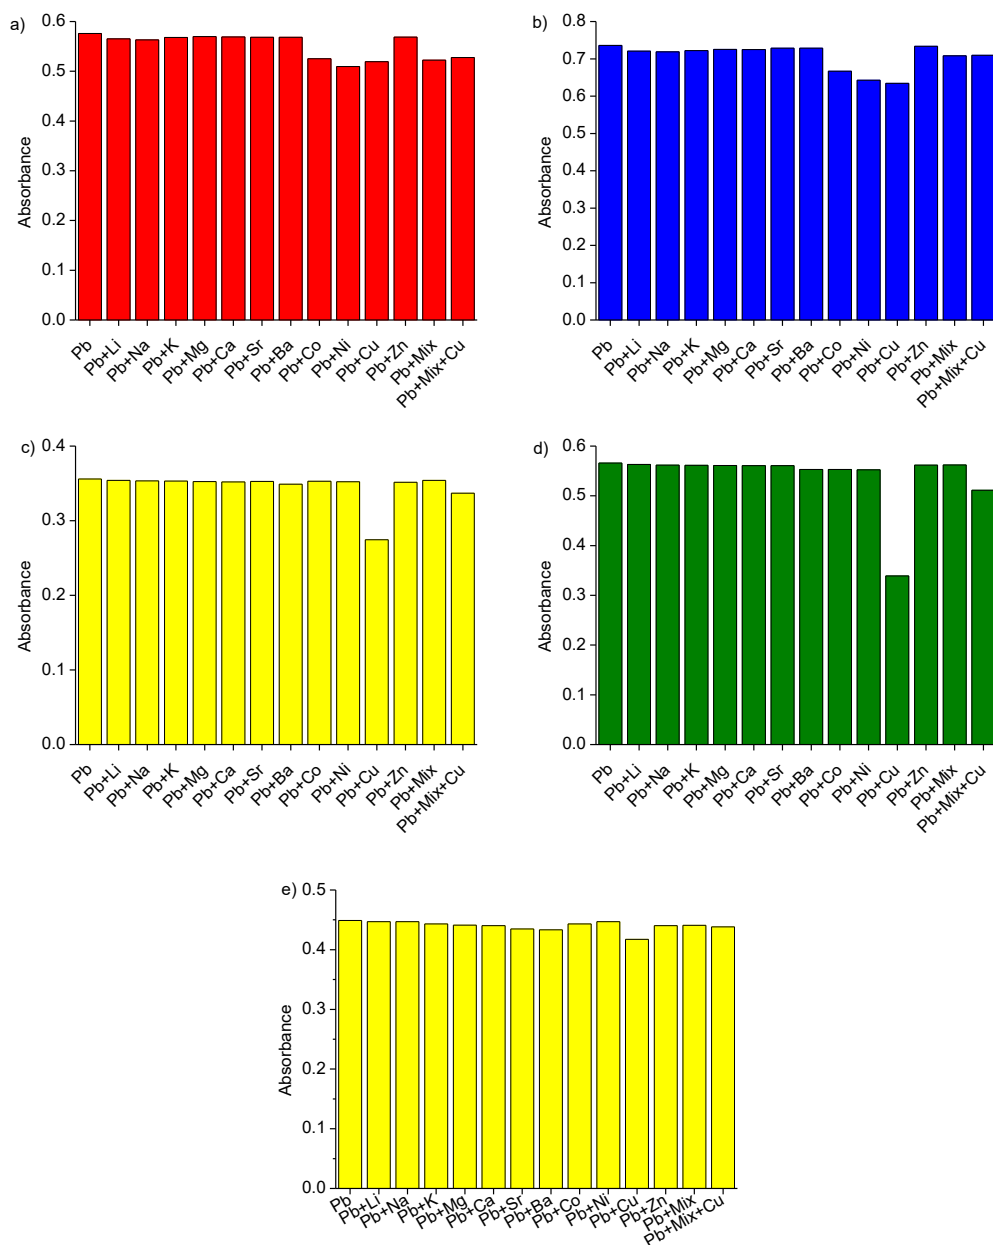 a)
0.6
0.5
0.4
0.3
0.2
0.1
0.0
Absorbance
Pb
Pb+Li
Pb+Na
Pb+K
Pb+Mg
Pb+Ca
Pb+Sr
Pb+Ba
Pb+Co
Pb+Ni
Pb+Cu
Pb+Zn
Pb+Mix
Pb+Mix+Cu
b)
0.8
0.7
0.6
0.5
0.4
0.3
0.2
0.1
0.0
Absorbance
Pb
Pb+Li
Pb+Na
Pb+K
Pb+Mg
Pb+Ca
Pb+Sr
Pb+Ba
Pb+Co
Pb+Ni
Pb+Cu
Pb+Zn
Pb+Mix
Pb+Mix+Cu
c)
0.4
0.3
0.2
0.1
0.0
Absorbance
Pb
Pb+Li
Pb+Na
Pb+K
Pb+Mg
Pb+Ca
Pb+Sr
Pb+Ba
Pb+Co
Pb+Ni
Pb+Cu
Pb+Zn
Pb+Mix
Pb+Mix+Cu
d)
0.6
0.5
0.4
0.3
0.2
0.1
0.0
Absorbance
Pb
Pb+Li
Pb+Na
Pb+K
Pb+Mg
Pb+Ca
Pb+Sr
Pb+Ba
Pb+Co
Pb+Ni
Pb+Cu
Pb+Zn
Pb+Mix
Pb+Mix+Cu
e)
0.5
0.4
0.3
0.2
0.1
0.0
Absorbance
Pb
Pb+Li
Pb+Na
Pb+K
Pb+Mg
Pb+Ca
Pb+Sr
Pb+Ba
Pb+Co
Pb+Ni
Pb+Cu
Pb+Zn
Pb+Mix
Pb+Mix+Cu